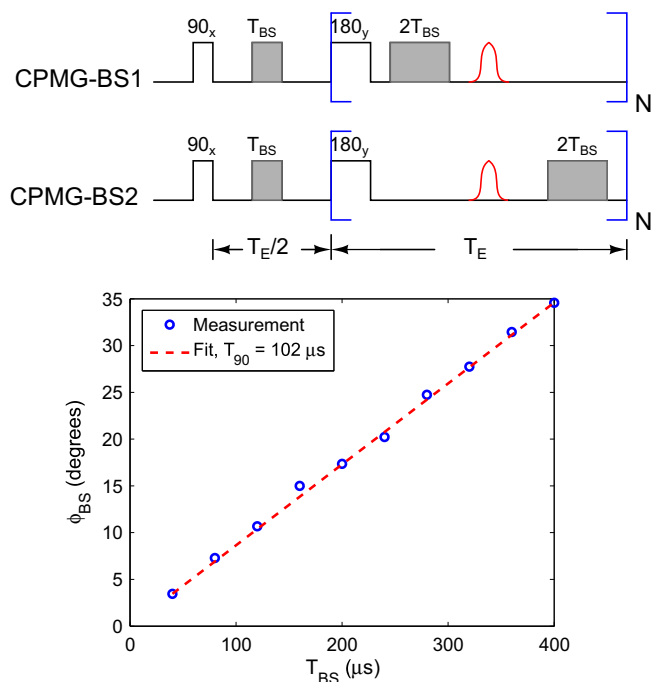 90x TBS 180y 2TBS
CPMG-BS1
N
90x TBS 180y 2TBS
CPMG-BS2
N
TE/2 TE
35
30
25
20
15
10
5
0
ϕBS (degrees)
Measurement
Fit, T90 = 102 μs
0 100 200 300 400
TBS (μs)